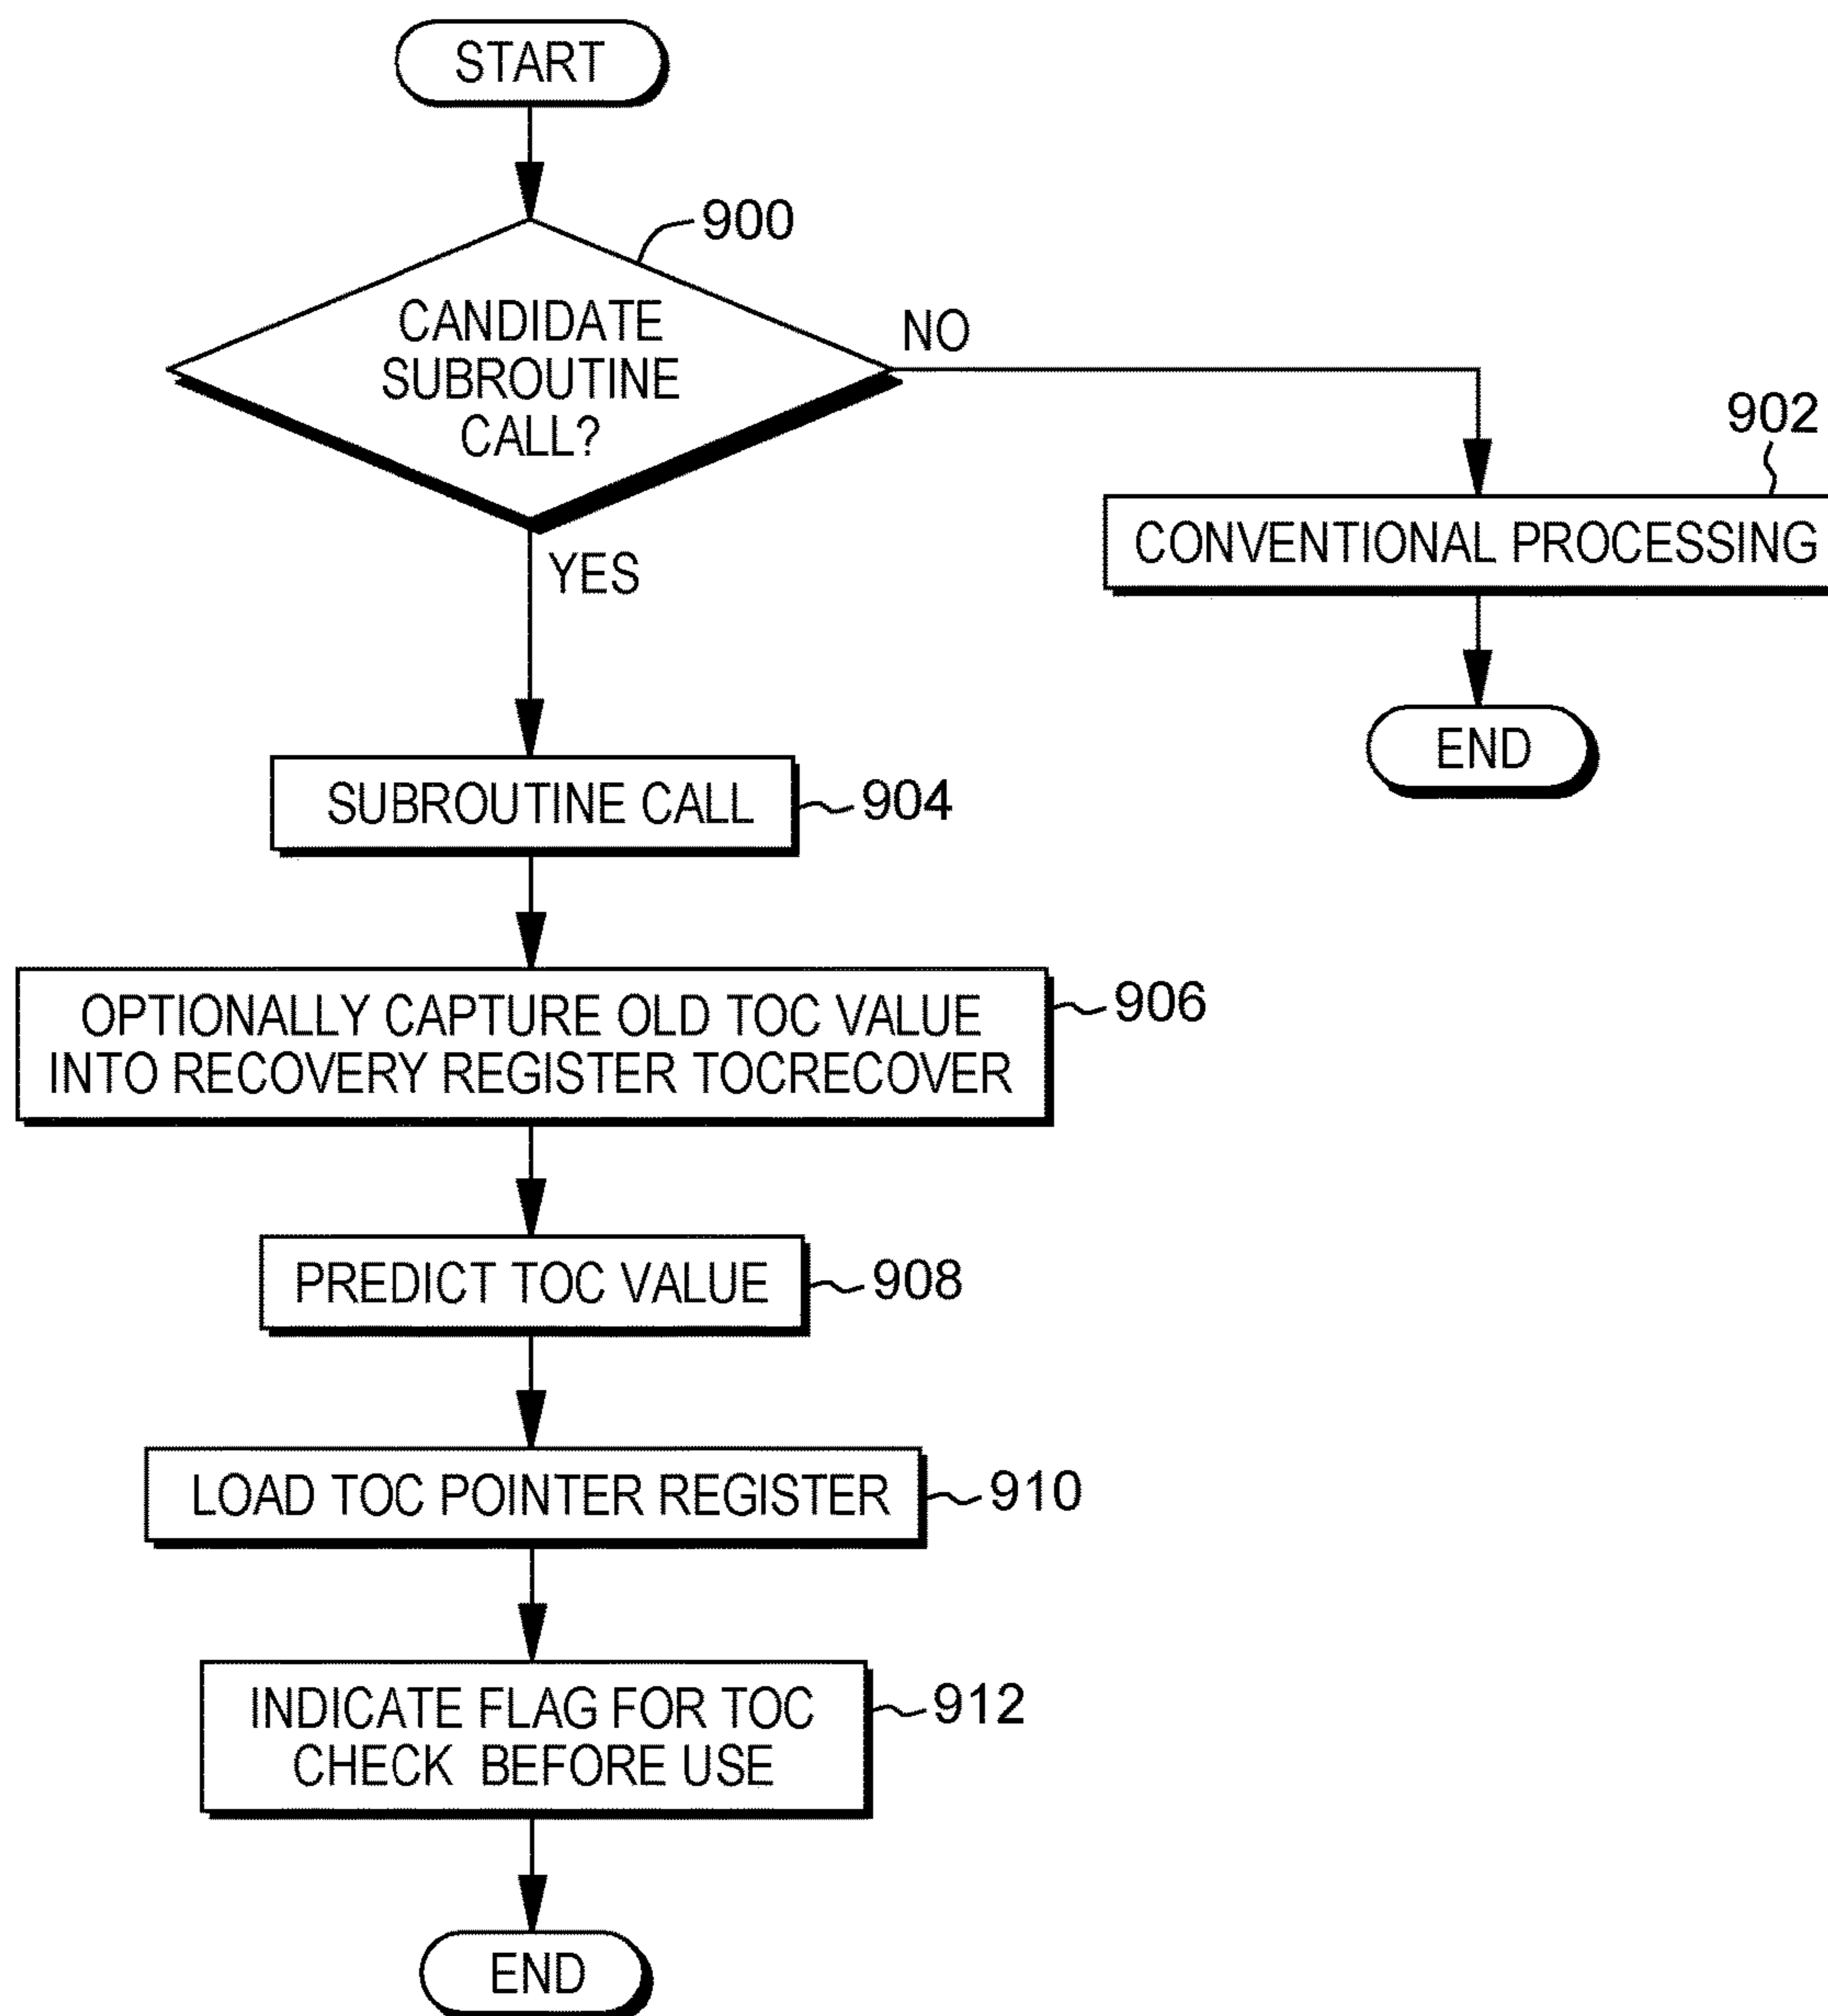 START
900
CANDIDATE
SUBROUTINE
CALL?
NO
YES
902
CONVENTIONAL PROCESSING
END
SUBROUTINE CALL
904
OPTIONALLY CAPTURE OLD TOC VALUE
INTO RECOVERY REGISTER TOCRECOVER
906
PREDICT TOC VALUE
908
LOAD TOC POINTER REGISTER
910
INDICATE FLAG FOR TOC
CHECK BEFORE USE
912
END